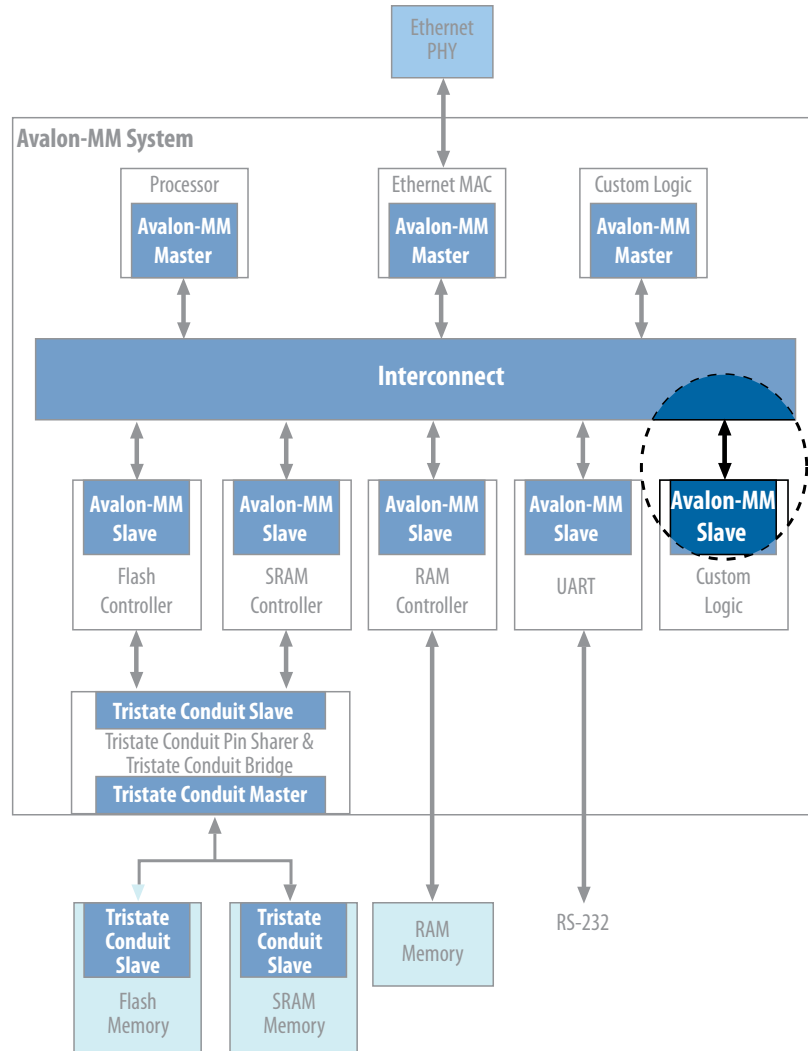 Ethernet
PHY
Avalon-MM System
Processor
Avalon-MM
Master
Ethernet MAC
Avalon-MM
Master
Custom Logic
Avalon-MM
Master
Interconnect
Avalon-MM
Slave
Flash
Controller
Avalon-MM
Slave
SRAM
Controller
Avalon-MM
Slave
RAM
Controller
Avalon-MM
Slave
UART
Avalon-MM
Slave
Custom
Logic
Tristate Conduit Slave
Tristate Conduit Pin Sharer &
Tristate Conduit Bridge
Tristate Conduit Master
Tristate
Conduit
Slave
Flash
Memory
Tristate
Conduit
Slave
SRAM
Memory
RAM
Memory
RS-232